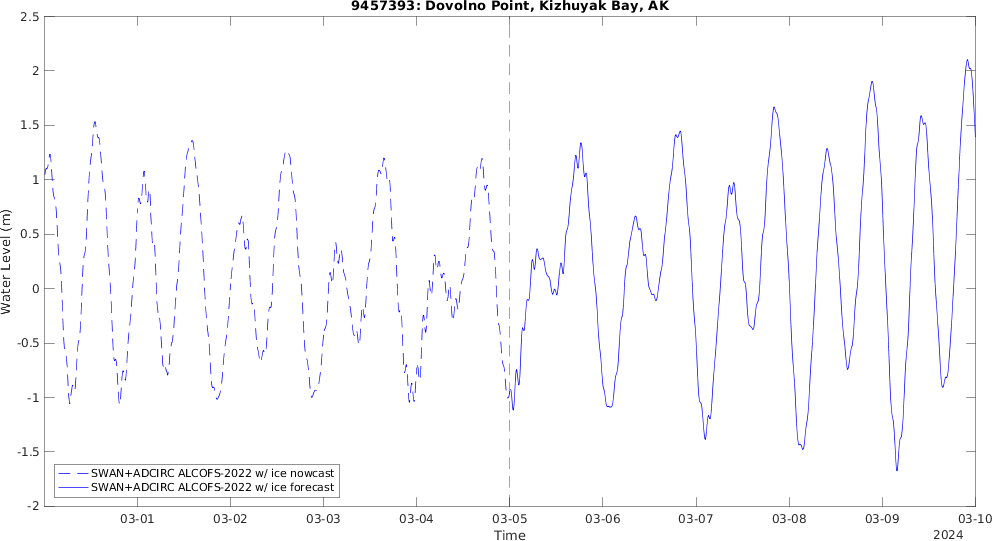 9457393: Dovolno Point, Kizhuyak Bay, AK
2.5
2
1.5
1
0.5
0
-0.5
-1
-1.5
-2
Water Level (m)
SWAN+ADCIRC ALCOFS-2022 w/ ice nowcast
SWAN+ADCIRC ALCOFS-2022 w/ ice forecast
03-01 03-02 03-03 03-04 03-05 03-06 03-07 03-08 03-09 03-10
Time
2024